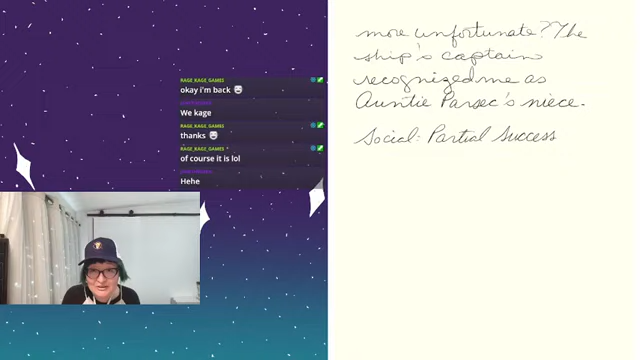 RAGE_RAGE_GAMES
okay i'm back
We kage
RAGE_RAGE_GAMES
thanks
RAGE_RAGE_GAMES
of course it is lol
Hehe
more unfortunate? The
ship's captain
recognized me as
Auntie Parsec's niece.
Social: Partial Success